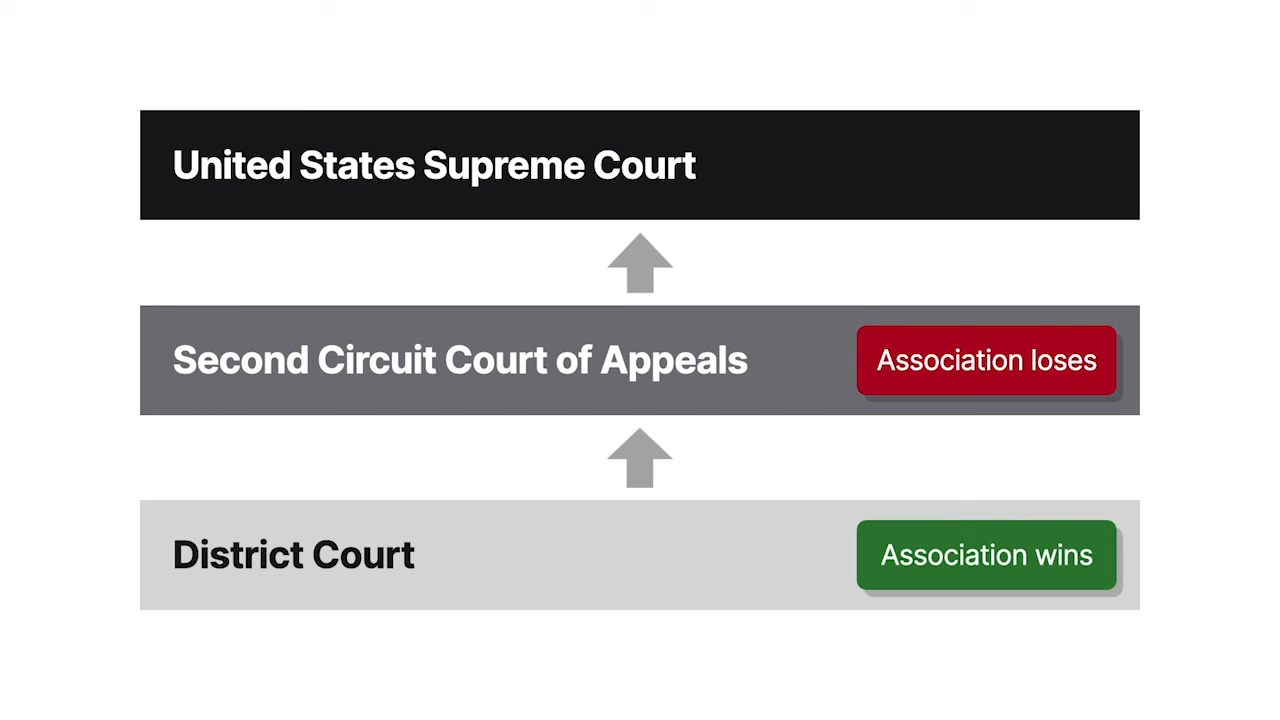 United States Supreme Court
Second Circuit Court of Appeals
Association loses
District Court
Association wins